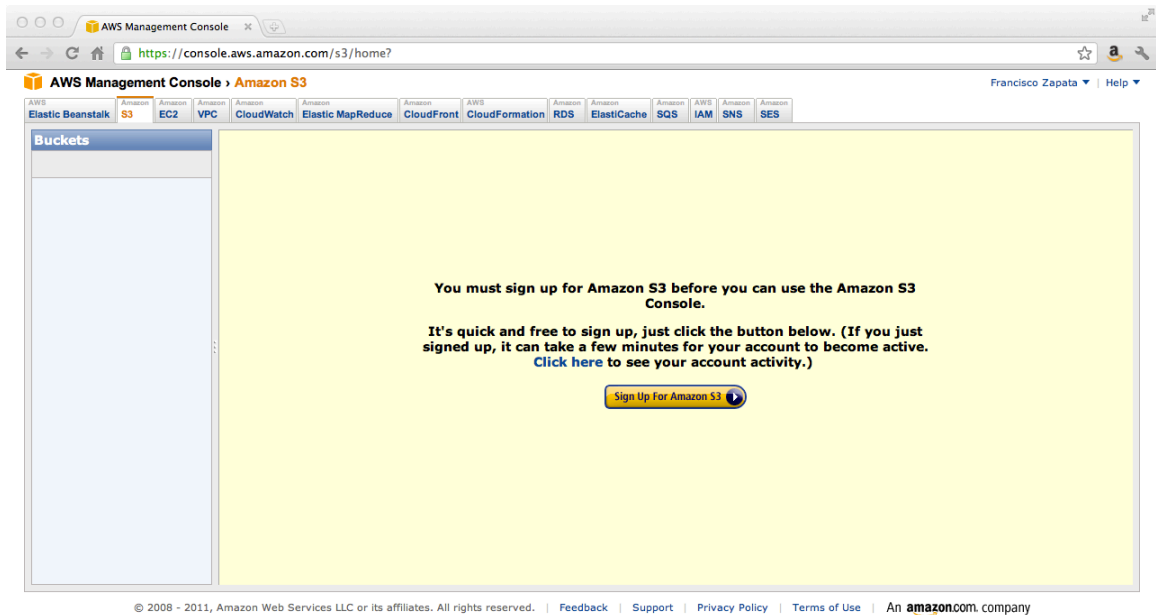 AWS Management Console
https://console.aws.amazon.com/s3/home?
AWS Management Console › Amazon S3
Francisco Zapata ▼ | Help ▼
AWS Elastic Beanstalk
Amazon S3
Amazon EC2
Amazon VPC
Amazon CloudWatch
Amazon Elastic MapReduce
Amazon CloudFront
AWS CloudFormation
Amazon RDS
Amazon ElastiCache
Amazon SQS
AWS IAM
Amazon SNS
Amazon SES
Buckets
You must sign up for Amazon S3 before you can use the Amazon S3
Console.
It's quick and free to sign up, just click the button below. (If you just
signed up, it can take a few minutes for your account to become active.
Click here to see your account activity.)
Sign Up For Amazon S3
© 2008 - 2011, Amazon Web Services LLC or its affiliates. All rights reserved. | Feedback | Support | Privacy Policy | Terms of Use | An amazon.com. company